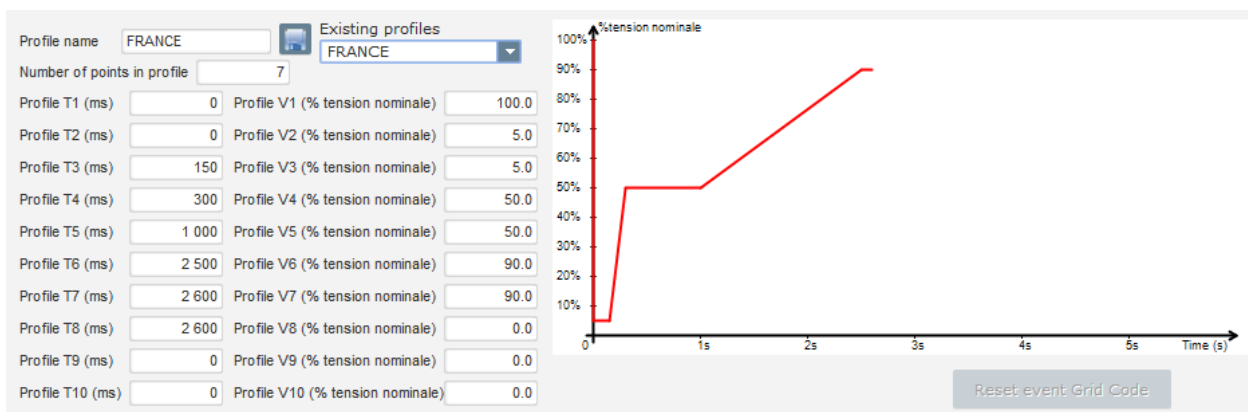 Profile name FRANCE Existing profiles
FRANCE
Number of points in profile 7
Profile T1 (ms) 0 Profile V1 (% tension nominale) 100.0
Profile T2 (ms) 0 Profile V2 (% tension nominale) 5.0
Profile T3 (ms) 150 Profile V3 (% tension nominale) 5.0
Profile T4 (ms) 300 Profile V4 (% tension nominale) 50.0
Profile T5 (ms) 1 000 Profile V5 (% tension nominale) 50.0
Profile T6 (ms) 2 500 Profile V6 (% tension nominale) 90.0
Profile T7 (ms) 2 600 Profile V7 (% tension nominale) 90.0
Profile T8 (ms) 2 600 Profile V8 (% tension nominale) 0.0
Profile T9 (ms) 0 Profile V9 (% tension nominale) 0.0
Profile T10 (ms) 0 Profile V10 (% tension nominale) 0.0
%tension nominale
100%
90%
80%
70%
60%
50%
40%
30%
20%
10%
0 1s 2s 3s 4s 5s Time (s)
Reset event Grid Code